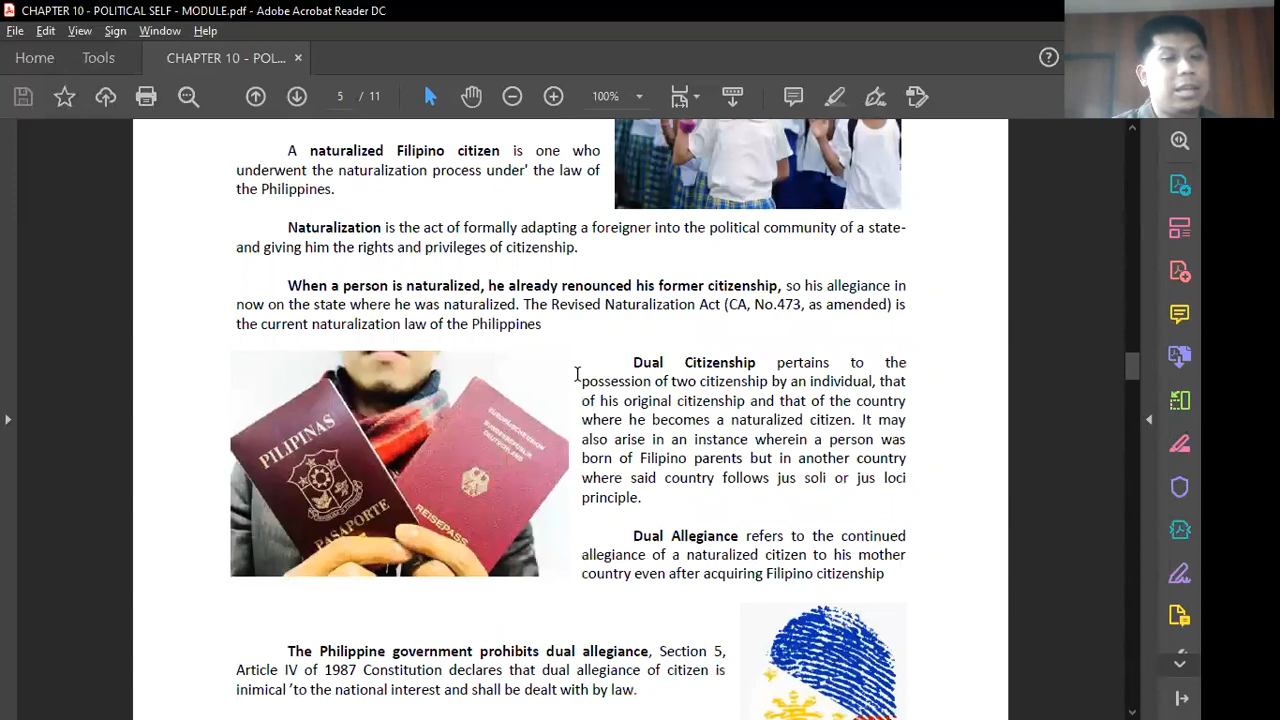 CHAPTER 10 - POLITICAL SELF - MODULE.pdf - Adobe Acrobat Reader DC
File Edit View Sign Window Help
Home Tools CHAPTER 10 - POL... ×
5 / 11 100%
A naturalized Filipino citizen is one who
underwent the naturalization process under' the law of
the Philippines.
Naturalization is the act of formally adapting a foreigner into the political community of a state-
and giving him the rights and privileges of citizenship.
When a person is naturalized, he already renounced his former citizenship, so his allegiance in
now on the state where he was naturalized. The Revised Naturalization Act (CA, No.473, as amended) is
the current naturalization law of the Philippines
PILIPINAS
PASAPORTE
EUROPÄISCHE UNION
BUNDESREPUBLIK
DEUTSCHLAND
REISEPASS
Dual Citizenship pertains to the
possession of two citizenship by an individual, that
of his original citizenship and that of the country
where he becomes a naturalized citizen. It may
also arise in an instance wherein a person was
born of Filipino parents but in another country
where said country follows jus soli or jus loci
principle.
Dual Allegiance refers to the continued
allegiance of a naturalized citizen to his mother
country even after acquiring Filipino citizenship
The Philippine government prohibits dual allegiance, Section 5,
Article IV of 1987 Constitution declares that dual allegiance of citizen is
inimical ’to the national interest and shall be dealt with by law.